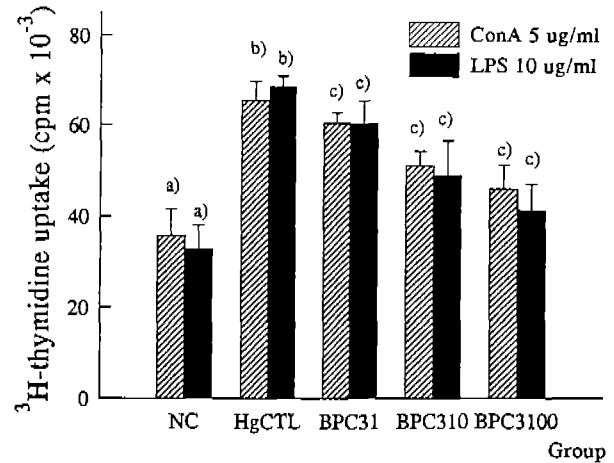 ConA 5 ug/ml
LPS 10 ug/ml
³H-thymidine uptake (cpm x 10⁻³)
80
60
40
20
0
a) a) b) b) c) c) c) c) c) c)
NC HgCTL BPC31 BPC310 BPC3100
Group